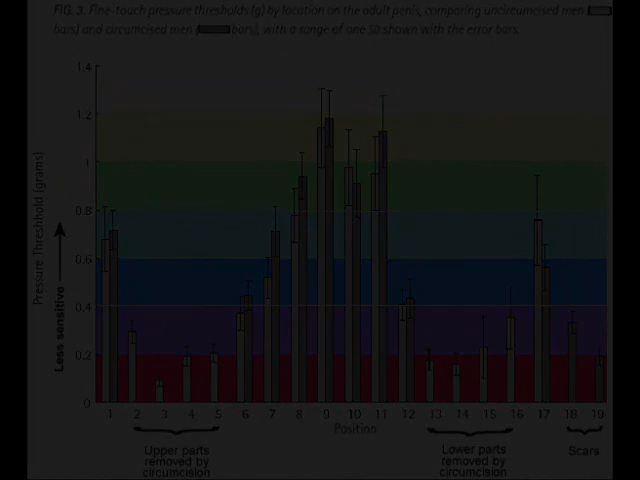 FIG. 3. Fine-touch pressure thresholds (g) by location on the adult penis, comparing uncircumcised men (
bars) and circumcised men ( bars), with a range of one SD shown with the error bars.
1.4
1.2
1
0.8
0.6
0.4
0.2
0
Pressure Threshhold (grams)
Less sensitive
1 2 3 4 5 6 7 8 9 10 11 12 13 14 15 16 17 18 19
Position
Upper parts
removed by
circumcision
Lower parts
removed by
circumcision
Scars